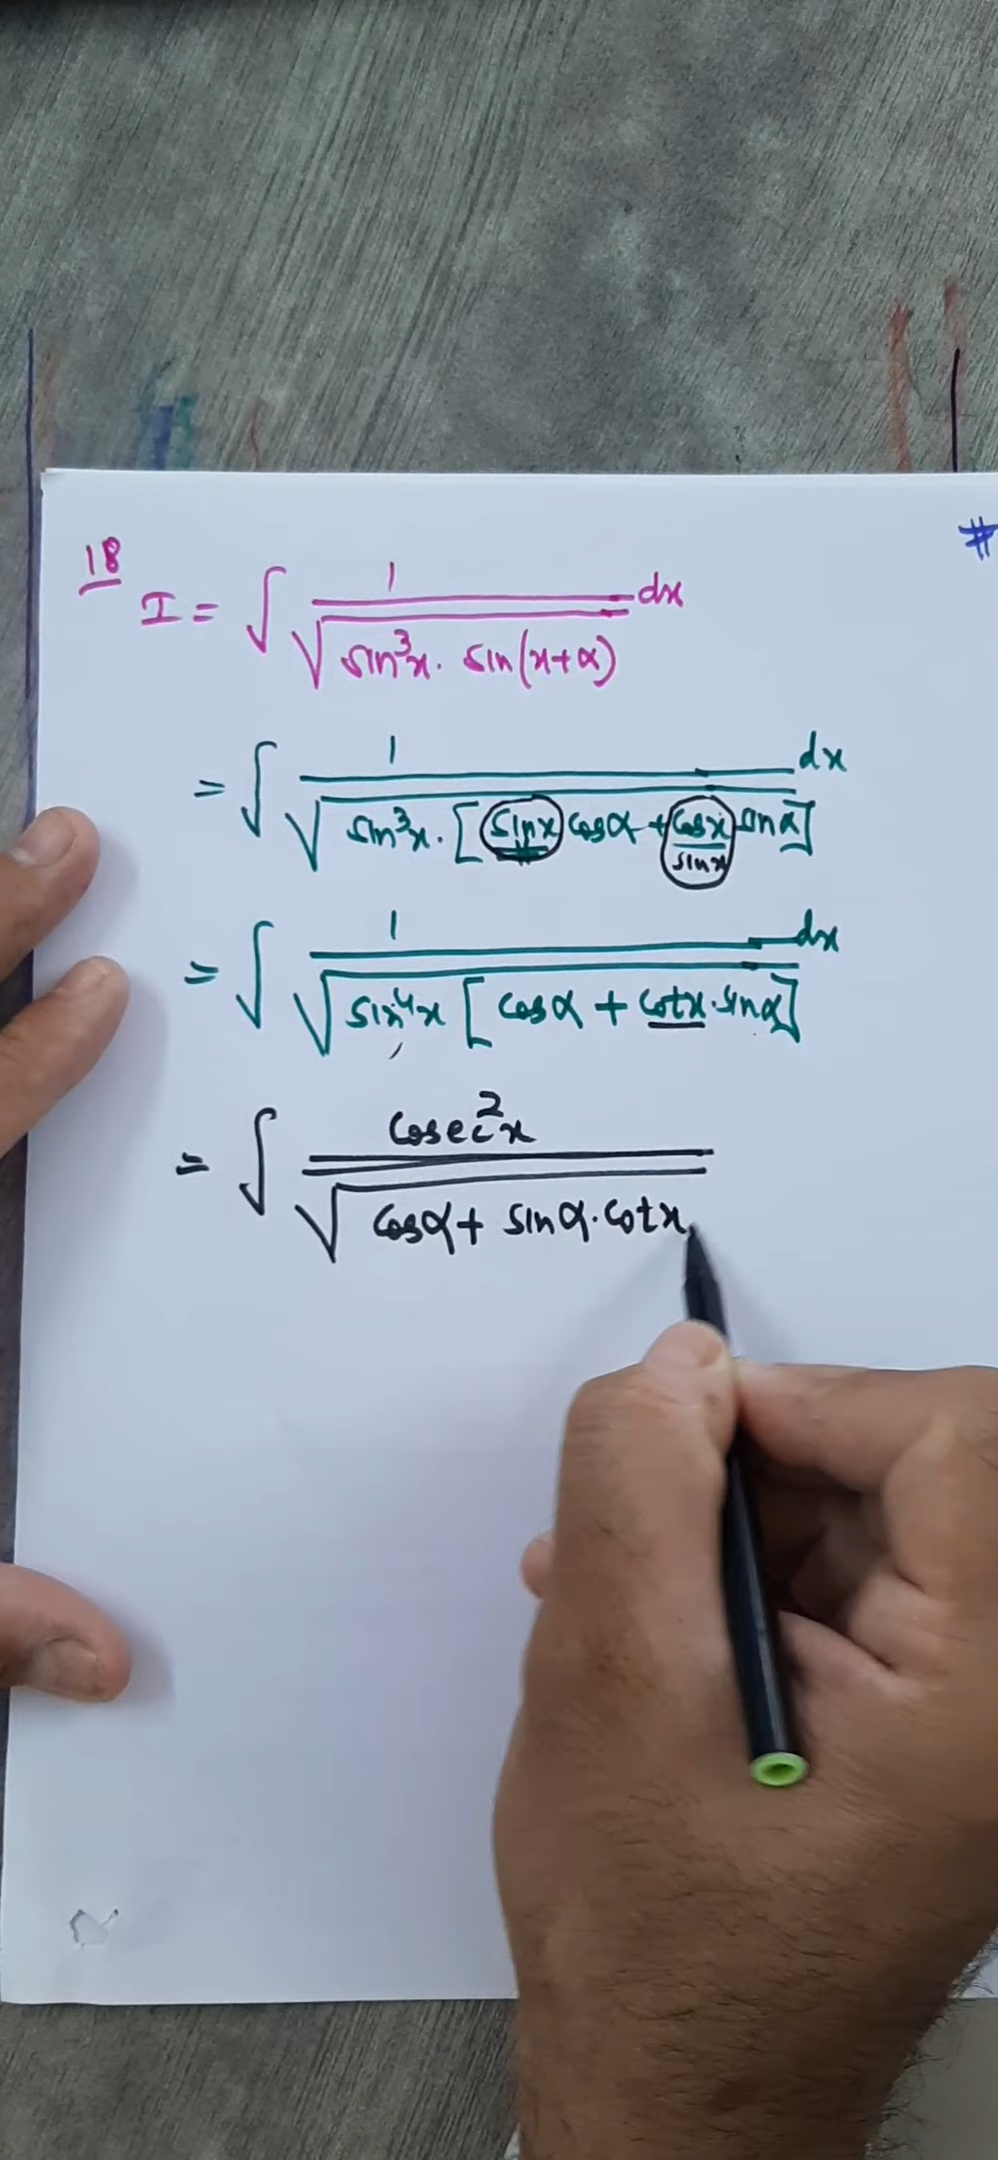 18
#
I = ∫ 1/√(sin³x · sin(x+α)) dx
= ∫ 1/√(sin³x · [sinx cosα + cosx/sinx sinα]) dx
= ∫ 1/√(sin⁴x [cosα + cotx · sinα]) dx
= ∫ cosec²x/√(cosα + sinα · cotx